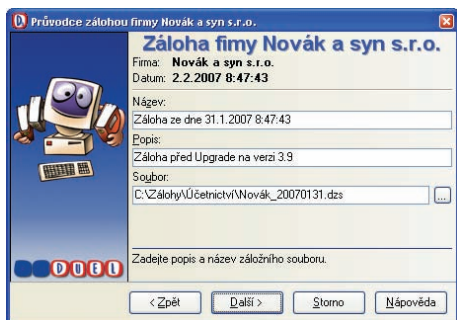 Průvodce zálohou firmy Novák a syn s.r.o.
Záloha fimy Novák a syn s.r.o.
Firma: Novák a syn s.r.o.
Datum: 2.2.2007 8:47:43
Název:
Záloha ze dne 31.1.2007 8:47:43
Popis:
Záloha před Upgrade na verzi 3.9
Soubor:
C:\Zálohy\Účetnictví\Novák_20070131.dzs
...
Zadejte popis a název záložního souboru.
DUEL
< Zpět
Další >
Storno
Nápověda